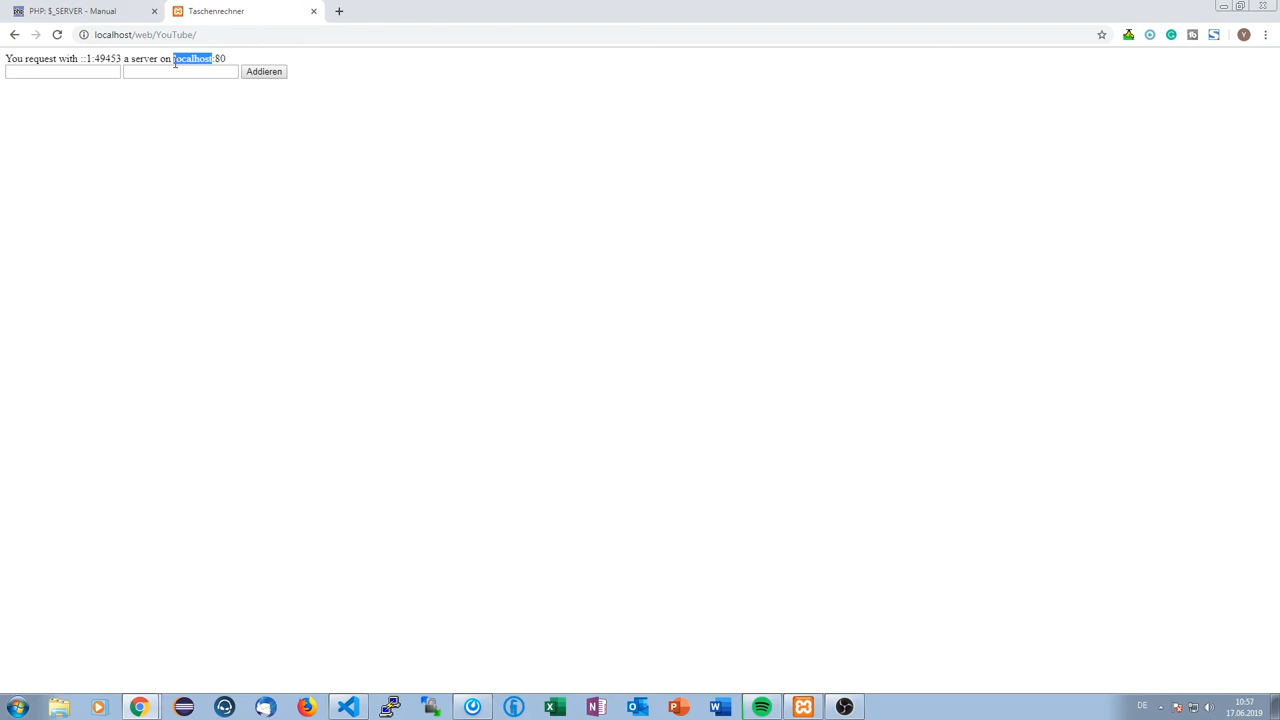 PHP: $_SERVER - Manual
Taschenrechner
localhost/web/YouTube/
Y
You request with ::1:49453 a server on localhost:80
Addieren
DE
10:57
17.06.2019